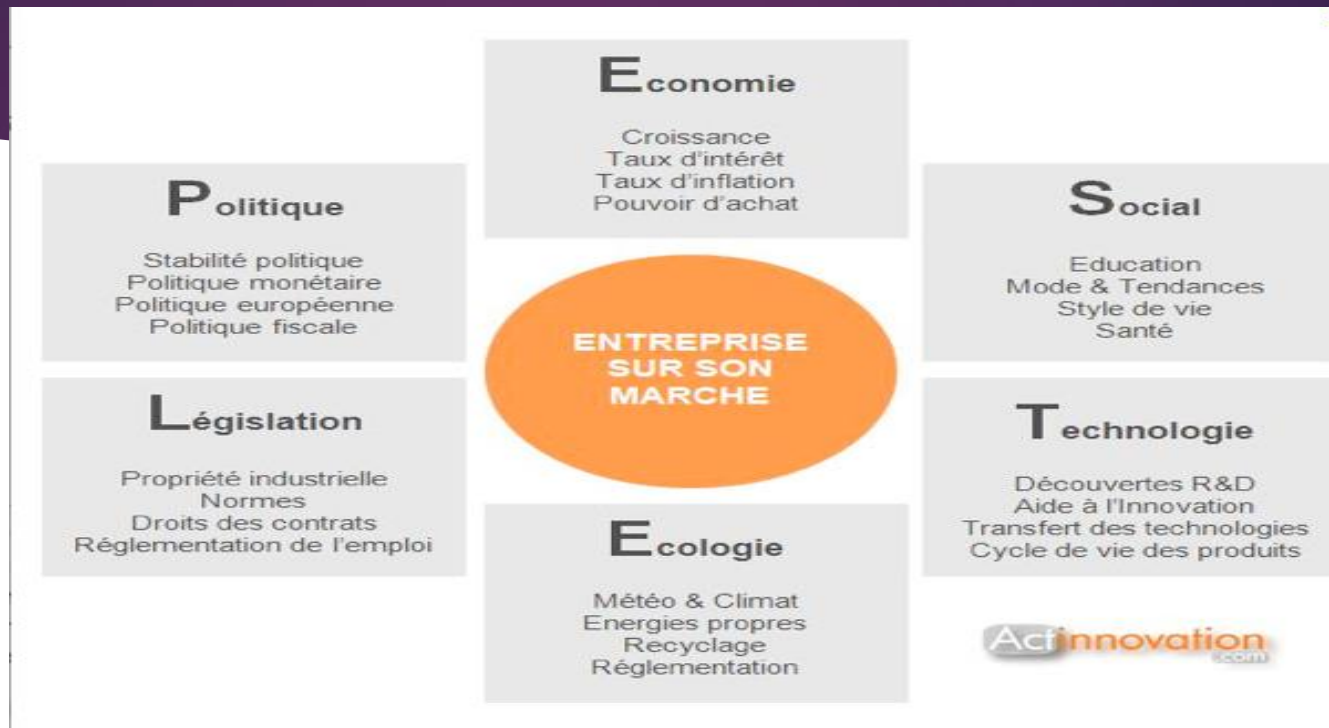 Economie
Croissance
Taux d'intérêt
Taux d'inflation
Pouvoir d'achat
Politique
Stabilité politique
Politique monétaire
Politique européenne
Politique fiscale
Social
Education
Mode & Tendances
Style de vie
Santé
ENTREPRISE
SUR SON
MARCHE
Législation
Propriété industrielle
Normes
Droits des contrats
Réglementation de l'emploi
Technologie
Découvertes R&D
Aide à l'Innovation
Transfert des technologies
Cycle de vie des produits
Ecologie
Météo & Climat
Energies propres
Recyclage
Réglementation
Actinnovation
.com